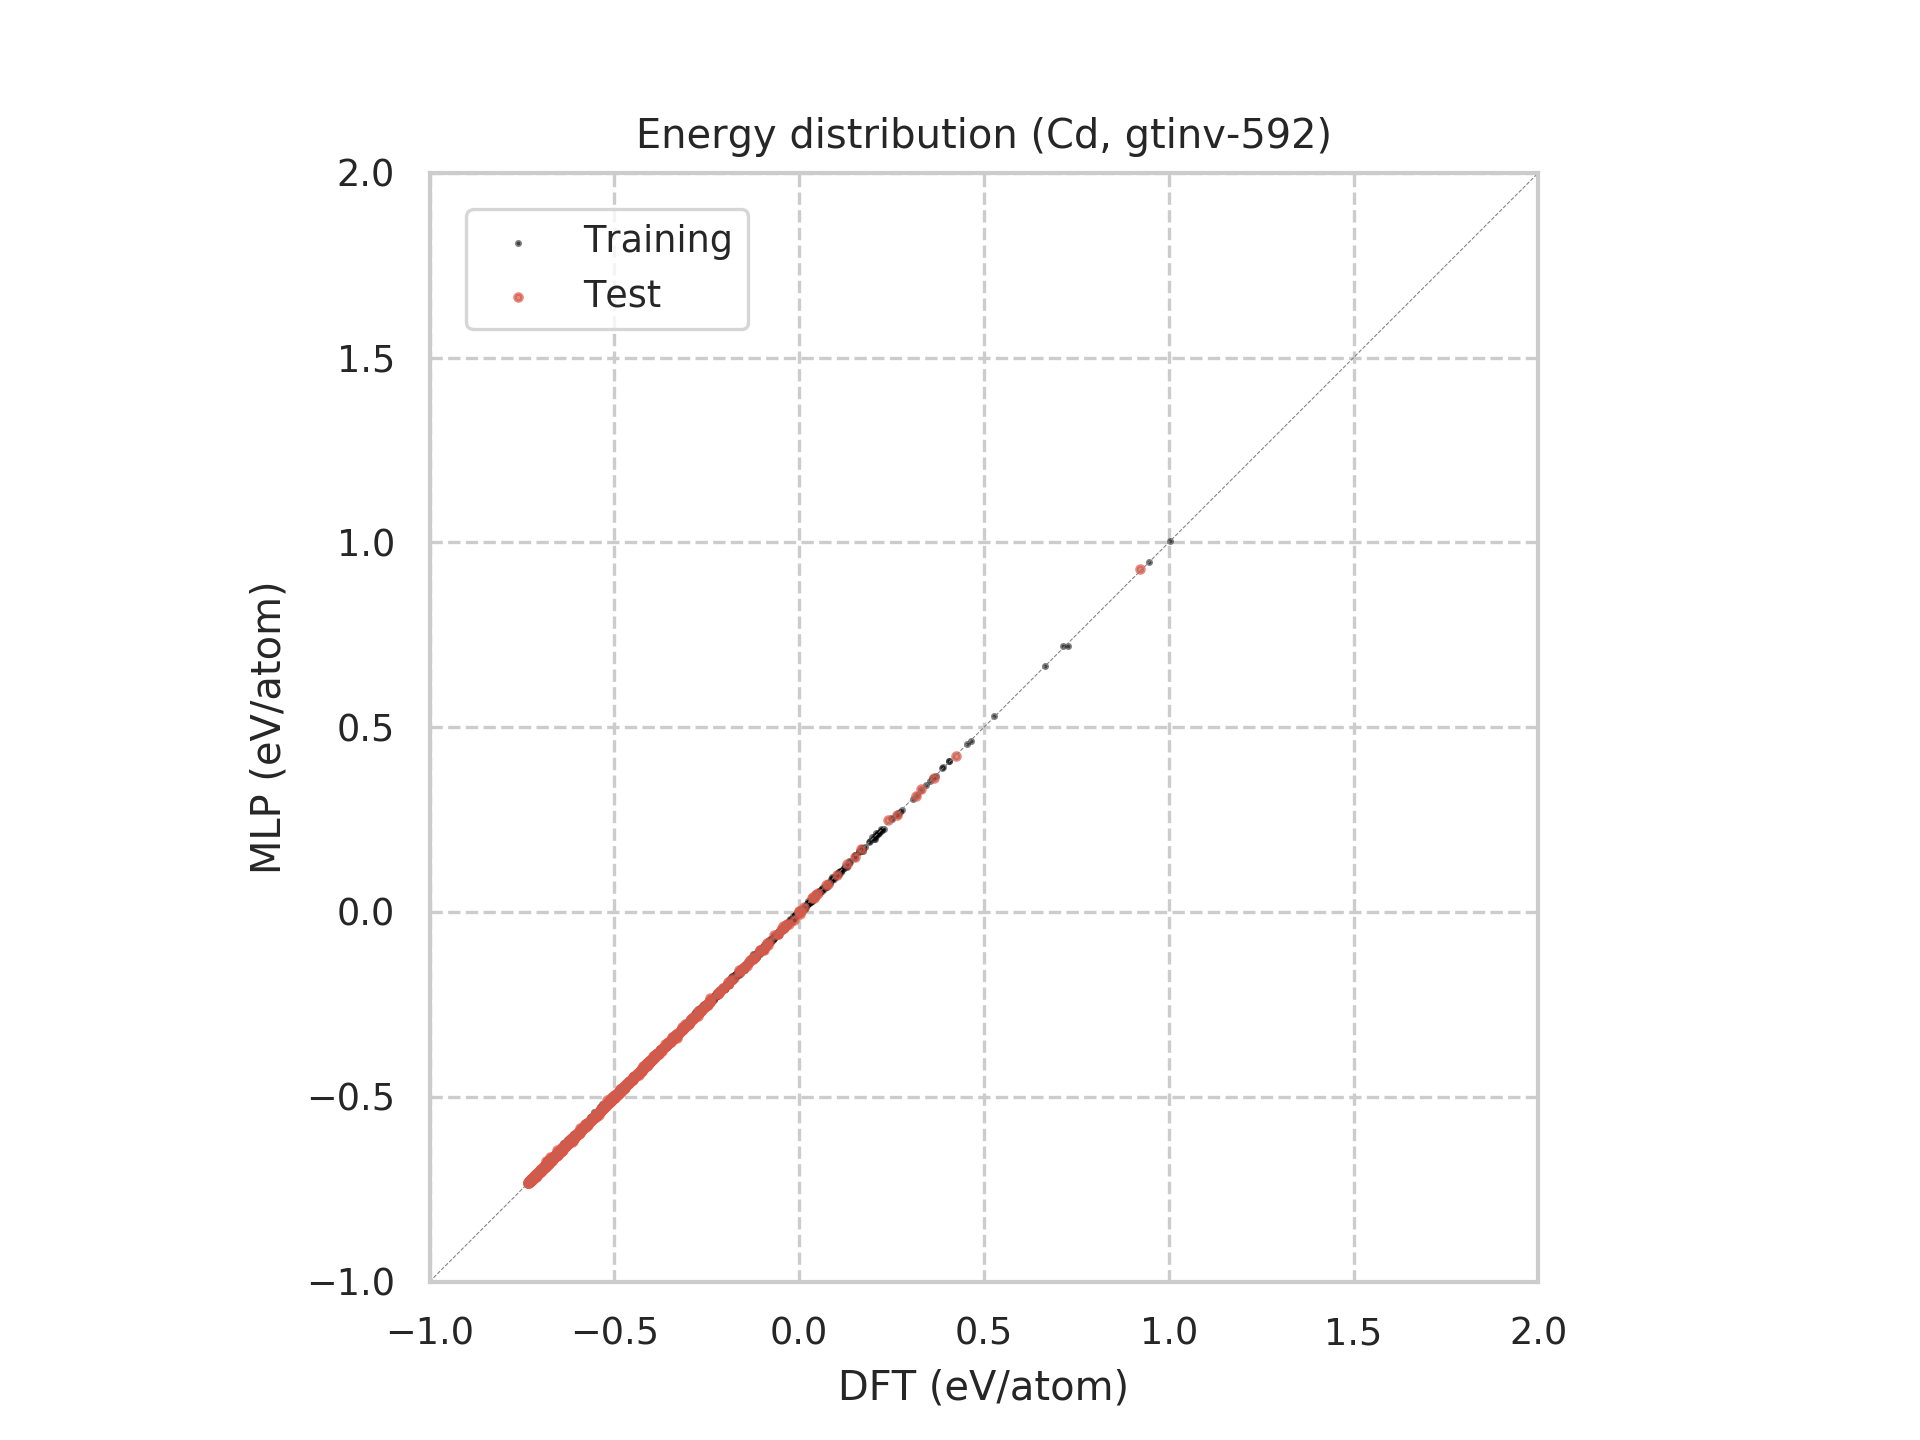 Energy distribution (Cd, gtinv-592)
2.0
1.5
1.0
0.5
0.0
−0.5
−1.0
Training
Test
MLP (eV/atom)
−1.0 −0.5 0.0 0.5 1.0 1.5 2.0
DFT (eV/atom)